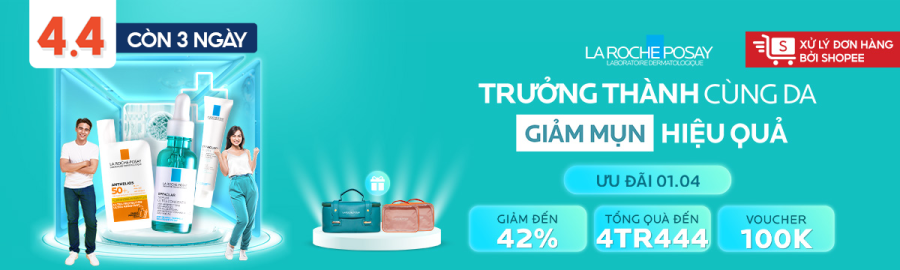 4.4
CÒN 3 NGÀY
LA ROCHE POSAY
LABORATOIRE DERMATOLOGIQUE
XỬ LÝ ĐƠN HÀNG
BỞI SHOPEE
TRƯỞNG THÀNH CÙNG DA
GIẢM MỤN HIỆU QUẢ
ƯU ĐÃI 01.04
GIẢM ĐẾN
42%
TỔNG QUÀ ĐẾN
4TR444
VOUCHER
100K
LA ROCHE POSAY
ANTHELIOS
50+
LA ROCHE POSAY
EFFACLAR